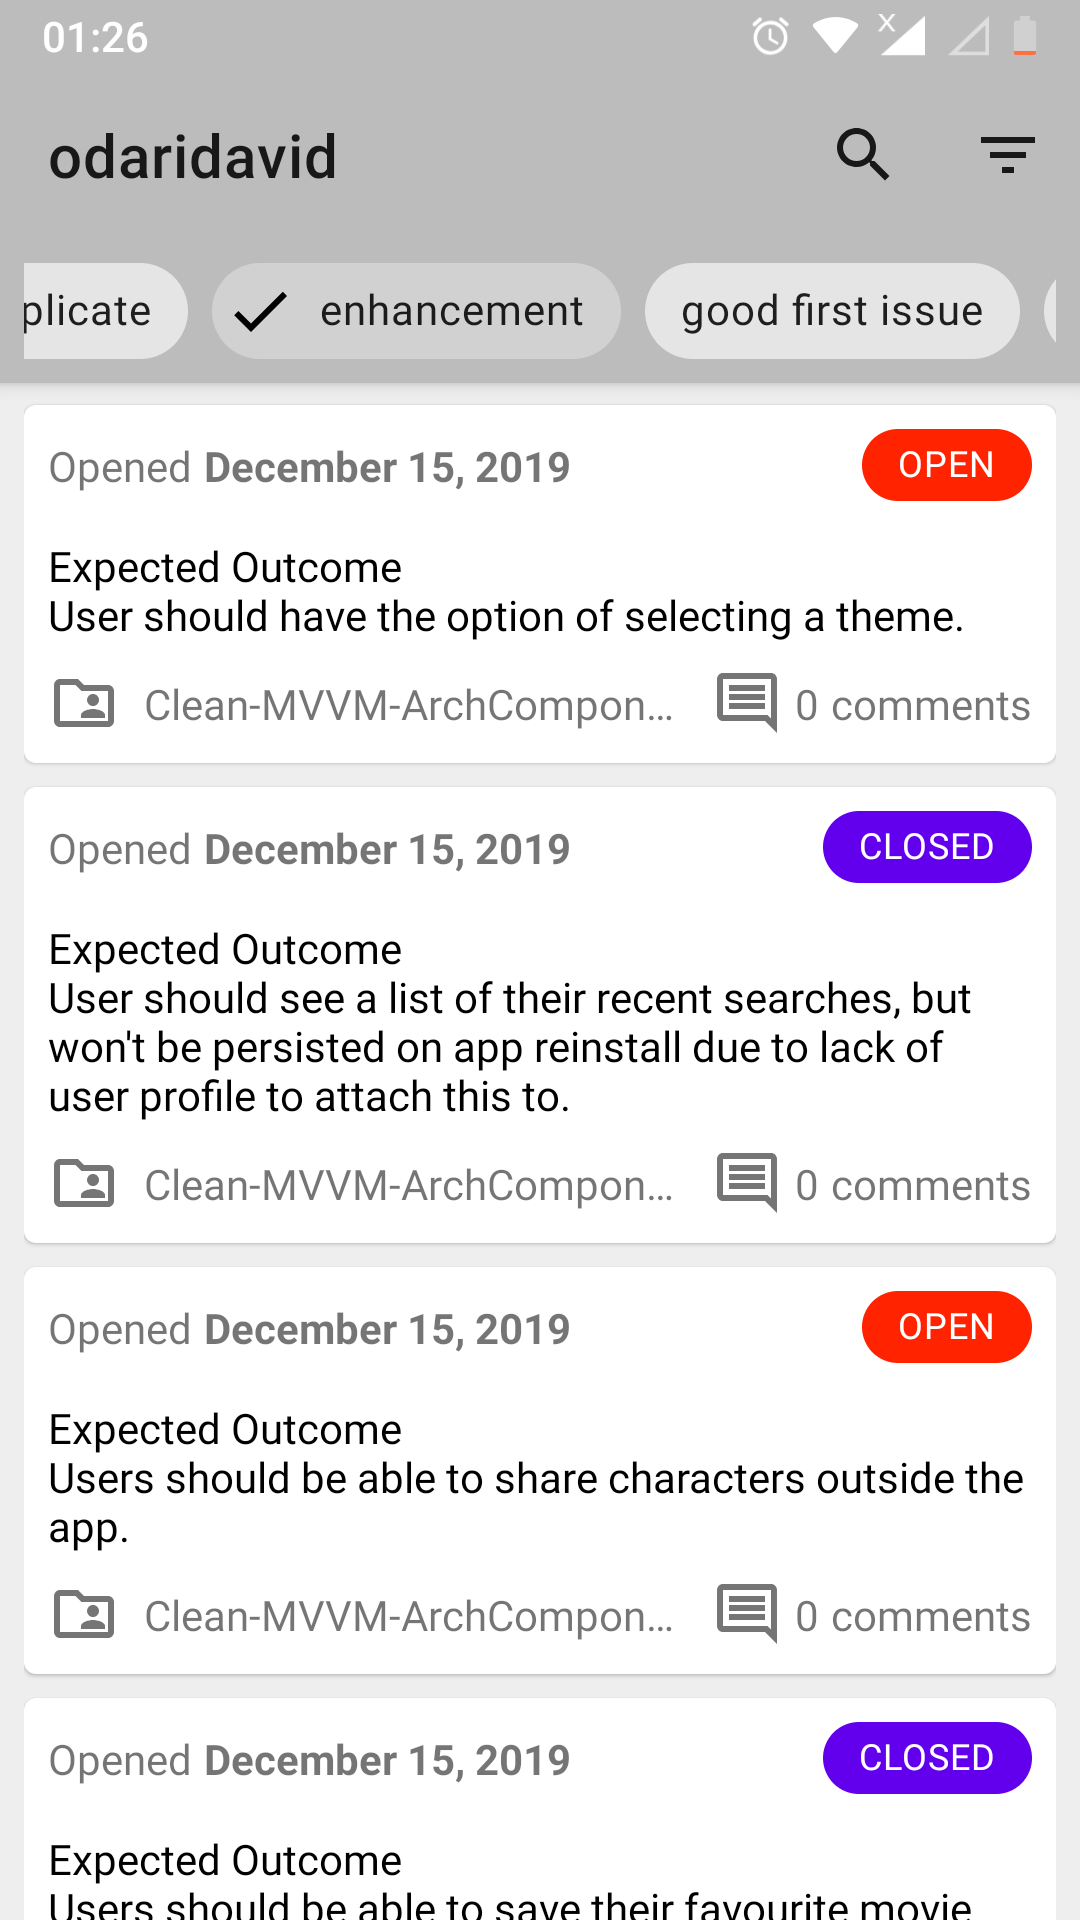 01:26
odaridavid
plicate
enhancement
good first issue
Opened December 15, 2019
OPEN
Expected Outcome
User should have the option of selecting a theme.
Clean-MVVM-ArchCompon...
0 comments
Opened December 15, 2019
CLOSED
Expected Outcome
User should see a list of their recent searches, but
won't be persisted on app reinstall due to lack of
user profile to attach this to.
Clean-MVVM-ArchCompon...
0 comments
Opened December 15, 2019
OPEN
Expected Outcome
Users should be able to share characters outside the
app.
Clean-MVVM-ArchCompon...
0 comments
Opened December 15, 2019
CLOSED
Expected Outcome
Users should be able to save their favourite movie